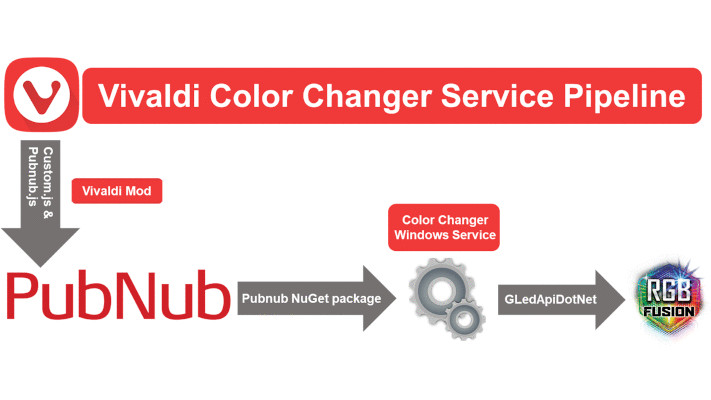 Vivaldi Color Changer Service Pipeline
Custom.js &
Pubnub.js
Vivaldi Mod
Color Changer
Windows Service
PubNub
Pubnub NuGet package
GLedApiDotNet
RGB
FUSION